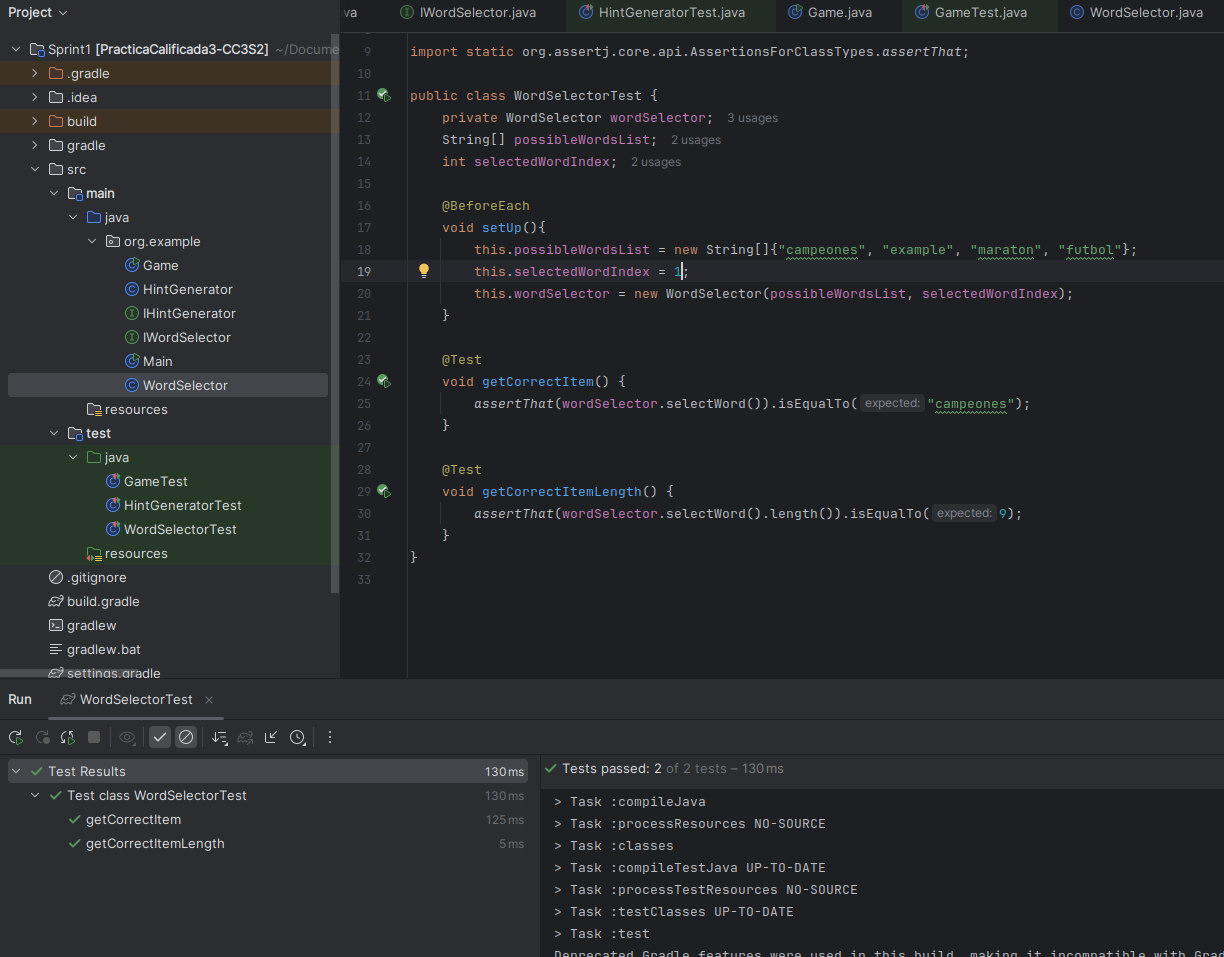 Project
va
IWordSelector.java
HintGeneratorTest.java
Game.java
GameTest.java
WordSelector.java
Sprint1 [PracticaCalificada3-CC3S2] ~/Docume
.gradle
.idea
build
gradle
src
main
java
org.example
Game
HintGenerator
IHintGenerator
IWordSelector
Main
WordSelector
resources
test
java
GameTest
HintGeneratorTest
WordSelectorTest
resources
.gitignore
build.gradle
gradlew
gradlew.bat
settings.gradle
9 import static org.assertj.core.api.AssertionsForClassTypes.assertThat;
10
11 public class WordSelectorTest {
12 private WordSelector wordSelector; 3 usages
13 String[] possibleWordsList; 2 usages
14 int selectedWordIndex; 2 usages
15
16 @BeforeEach
17 void setUp(){
18 this.possibleWordsList = new String[]{"campeones", "example", "maraton", "futbol"};
19 this.selectedWordIndex = 1;
20 this.wordSelector = new WordSelector(possibleWordsList, selectedWordIndex);
21 }
22
23 @Test
24 void getCorrectItem() {
25 assertThat(wordSelector.selectWord()).isEqualTo( expected: "campeones");
26 }
27
28 @Test
29 void getCorrectItemLength() {
30 assertThat(wordSelector.selectWord().length()).isEqualTo( expected: 9);
31 }
32 }
33
Run
WordSelectorTest
Test Results 130 ms
Test class WordSelectorTest 130 ms
getCorrectItem 125 ms
getCorrectItemLength 5 ms
Tests passed: 2 of 2 tests – 130 ms
> Task :compileJava
> Task :processResources NO-SOURCE
> Task :classes
> Task :compileTestJava UP-TO-DATE
> Task :processTestResources NO-SOURCE
> Task :testClasses UP-TO-DATE
> Task :test
Deprecated Gradle features were used in this build, making it incompatible with Grad